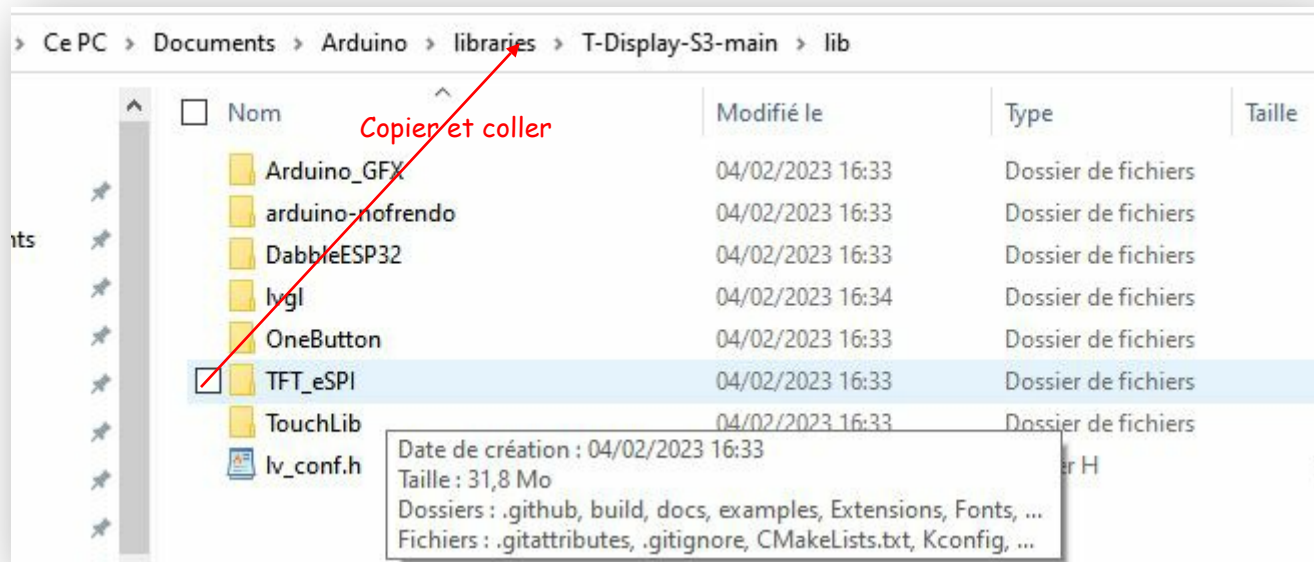 > Ce PC > Documents > Arduino > libraries > T-Display-S3-main > lib
Nom Modifié le Type Taille
Copier et coller
Arduino_GFX 04/02/2023 16:33 Dossier de fichiers
arduino-nofrendo 04/02/2023 16:33 Dossier de fichiers
nts
DabbleESP32 04/02/2023 16:33 Dossier de fichiers
lvgl 04/02/2023 16:34 Dossier de fichiers
OneButton 04/02/2023 16:33 Dossier de fichiers
TFT_eSPI 04/02/2023 16:33 Dossier de fichiers
TouchLib 04/02/2023 16:33 Dossier de fichiers
lv_conf.h er H
Date de création : 04/02/2023 16:33
Taille : 31,8 Mo
Dossiers : .github, build, docs, examples, Extensions, Fonts, ...
Fichiers : .gitattributes, .gitignore, CMakeLists.txt, Kconfig, ...